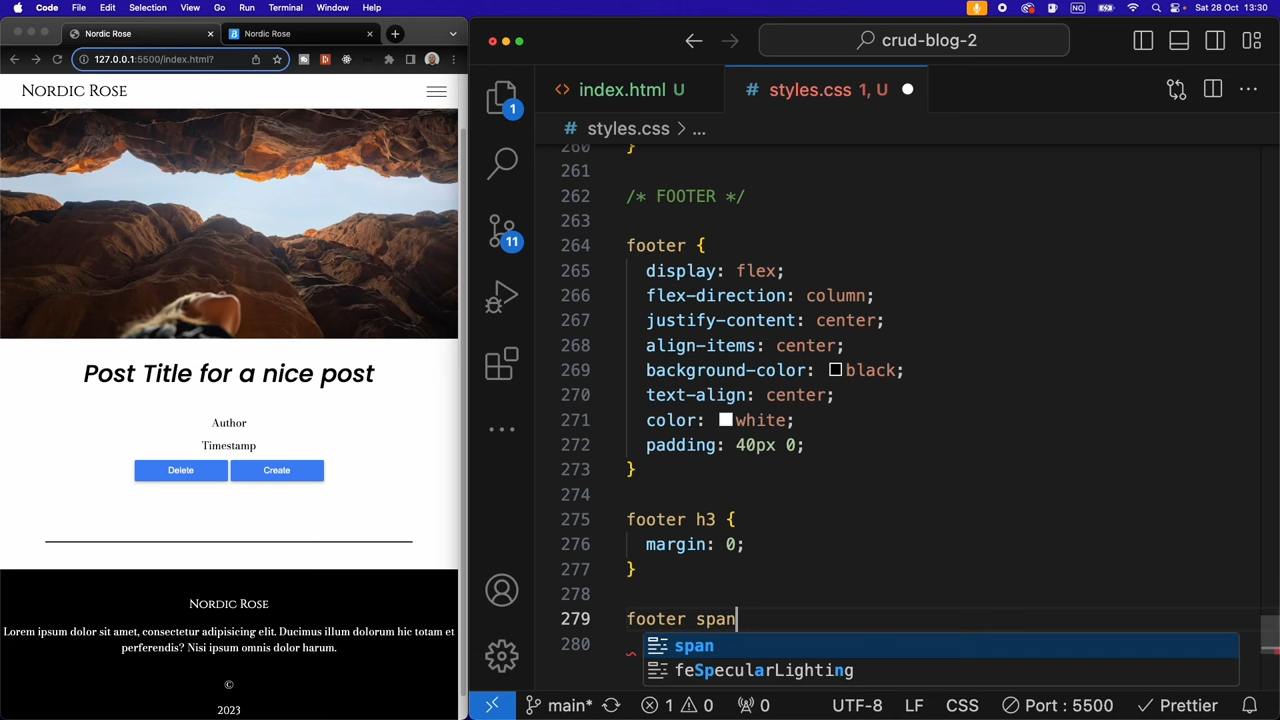 Code File Edit Selection View Go Run Terminal Window Help
NO Sat 28 Oct 13:30
Nordic Rose
Nordic Rose
127.0.0.1:5500/index.html?
Nordic Rose
Post Title for a nice post
Author
Timestamp
Delete Create
Nordic Rose
Lorem ipsum dolor sit amet, consectetur adipisicing elit. Ducimus illum dolorum hic totam et
perferendis? Nisi ipsum omnis dolor harum.
©
2023
crud-blog-2
1
11
index.html U
# styles.css 1, U
# styles.css > ...
260 }
261
262 /* FOOTER */
263
264 footer {
265 display: flex;
266 flex-direction: column;
267 justify-content: center;
268 align-items: center;
269 background-color: black;
270 text-align: center;
271 color: white;
272 padding: 40px 0;
273 }
274
275 footer h3 {
276 margin: 0;
277 }
278
279 footer span
280
span
feSpecularLighting
main* 1 0 0 UTF-8 LF CSS Port : 5500 Prettier